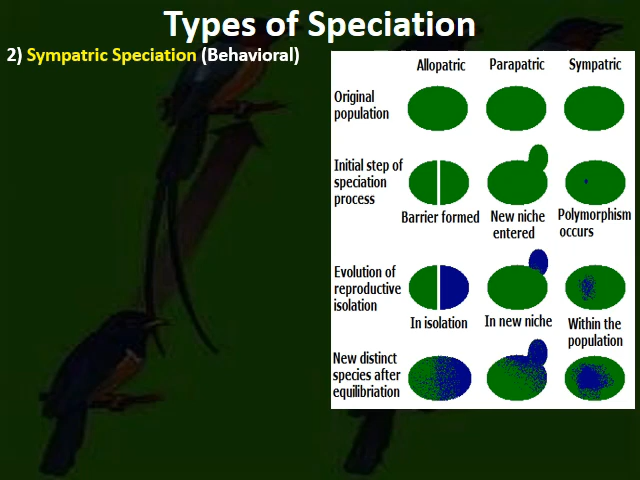 Types of Speciation
2) Sympatric Speciation (Behavioral)
Allopatric Parapatric Sympatric
Original
population
Initial step of
speciation
process
Barrier formed
New niche
entered
Polymorphism
occurs
Evolution of
reproductive
isolation
In isolation
In new niche
Within the
population
New distinct
species after
equilibriation